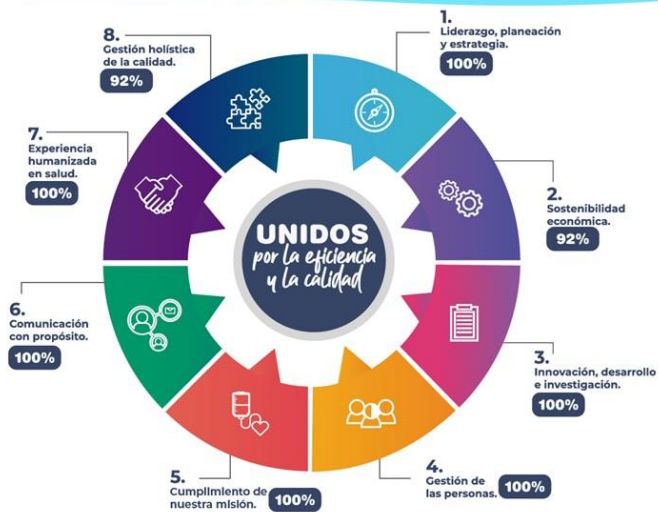 1.
Liderazgo, planeación
y estrategia.
100%
2.
Sostenibilidad
económica.
92%
3.
Innovación, desarrollo
e investigación.
100%
4.
Gestión de
las personas.
100%
5.
Cumplimiento de
nuestra misión.
100%
6.
Comunicación
con propósito.
100%
7.
Experiencia
humanizada
en salud.
100%
8.
Gestión holística
de la calidad.
92%
UNIDOS
por la eficiencia
y la calidad